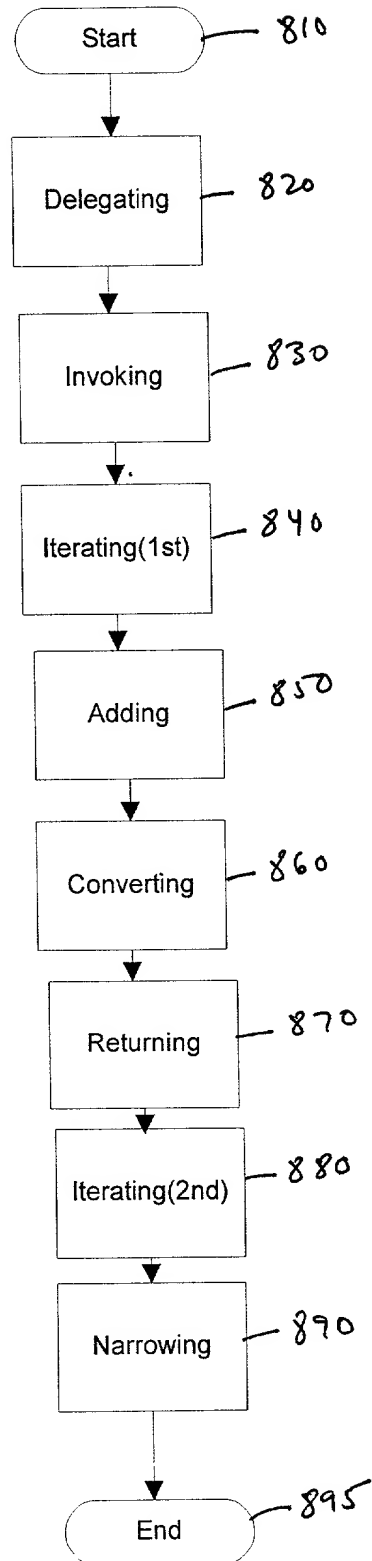 Start 810
Delegating 820
Invoking 830
Iterating(1st) 840
Adding 850
Converting 860
Returning 870
Iterating(2nd) 880
Narrowing 890
End 895